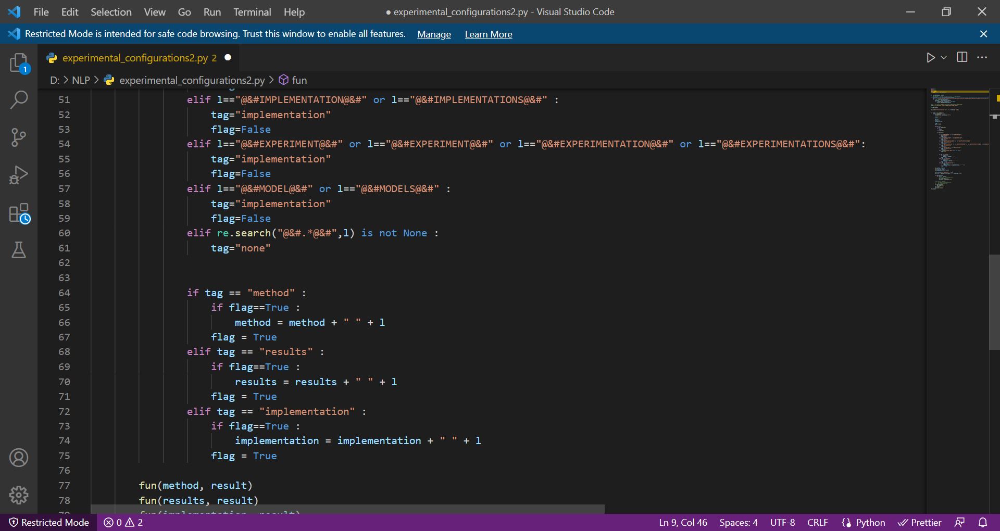 File Edit Selection View Go Run Terminal Help
● experimental_configurations2.py - Visual Studio Code
Restricted Mode is intended for safe code browsing. Trust this window to enable all features. Manage Learn More
1
experimental_configurations2.py 2
D: > NLP > experimental_configurations2.py > fun
51 elif l=="@&#IMPLEMENTATION@&#" or l=="@&#IMPLEMENTATIONS@&#" :
52 tag="implementation"
53 flag=False
54 elif l=="@&#EXPERIMENT@&#" or l=="@&#EXPERIMENT@&#" or l=="@&#EXPERIMENTATION@&#" or l=="@&#EXPERIMENTATIONS@&#":
55 tag="implementation"
56 flag=False
57 elif l=="@&#MODEL@&#" or l=="@&#MODELS@&#" :
58 tag="implementation"
59 flag=False
60 elif re.search("@&#.*@&#",l) is not None :
61 tag="none"
62
63
64 if tag == "method" :
65 if flag==True :
66 method = method + " " + l
67 flag = True
68 elif tag == "results" :
69 if flag==True :
70 results = results + " " + l
71 flag = True
72 elif tag == "implementation" :
73 if flag==True :
74 implementation = implementation + " " + l
75 flag = True
76
77 fun(method, result)
78 fun(results, result)
79 fun(implementation, result)
Restricted Mode 0 2 Ln 9, Col 46 Spaces: 4 UTF-8 CRLF Python Prettier